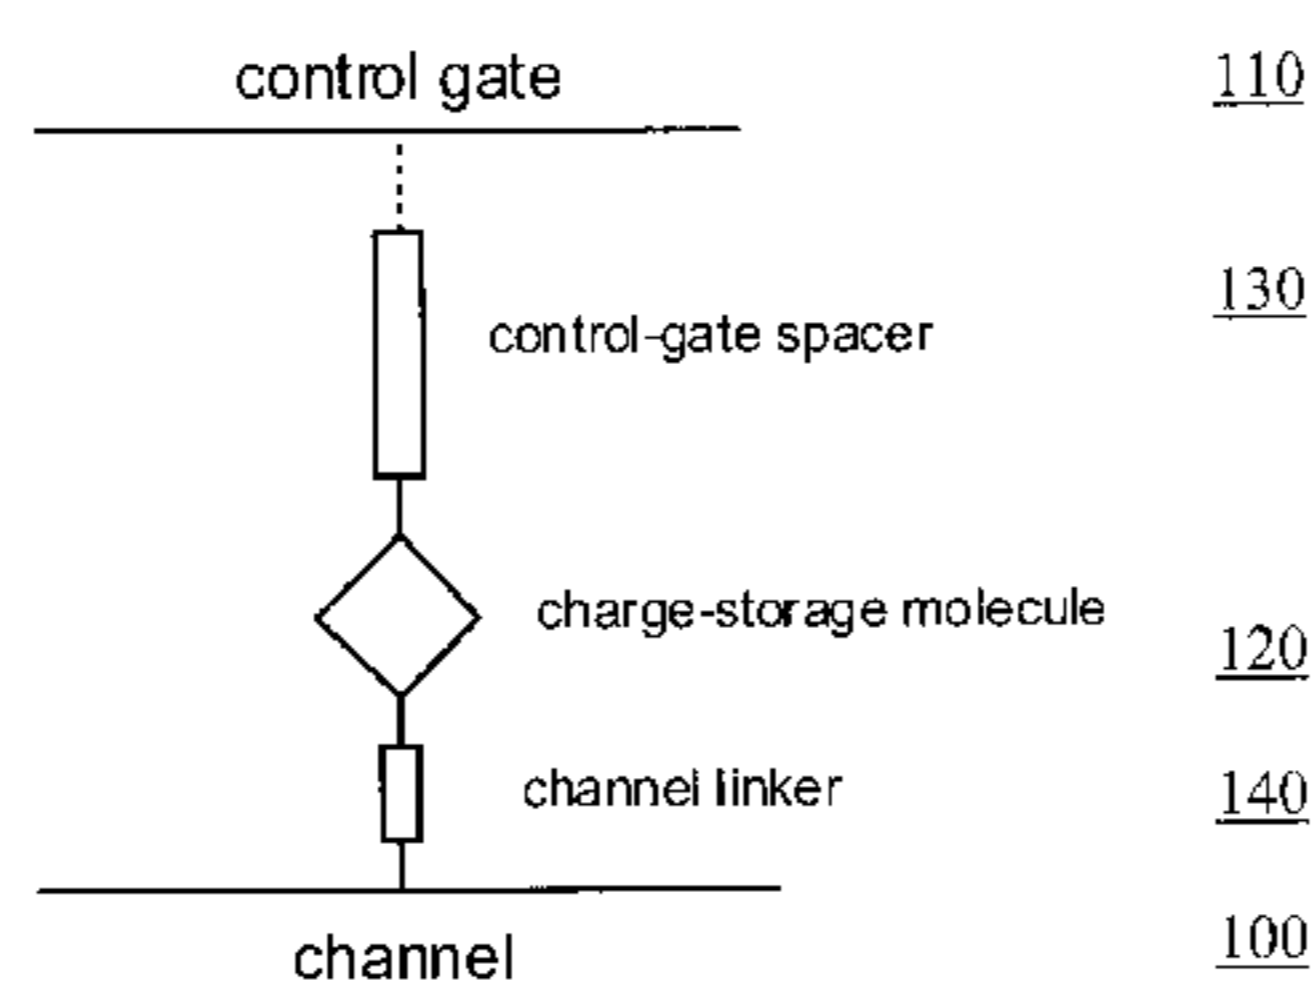 control gate 110
130
control-gate spacer
charge-storage molecule
120
channel linker 140
channel 100